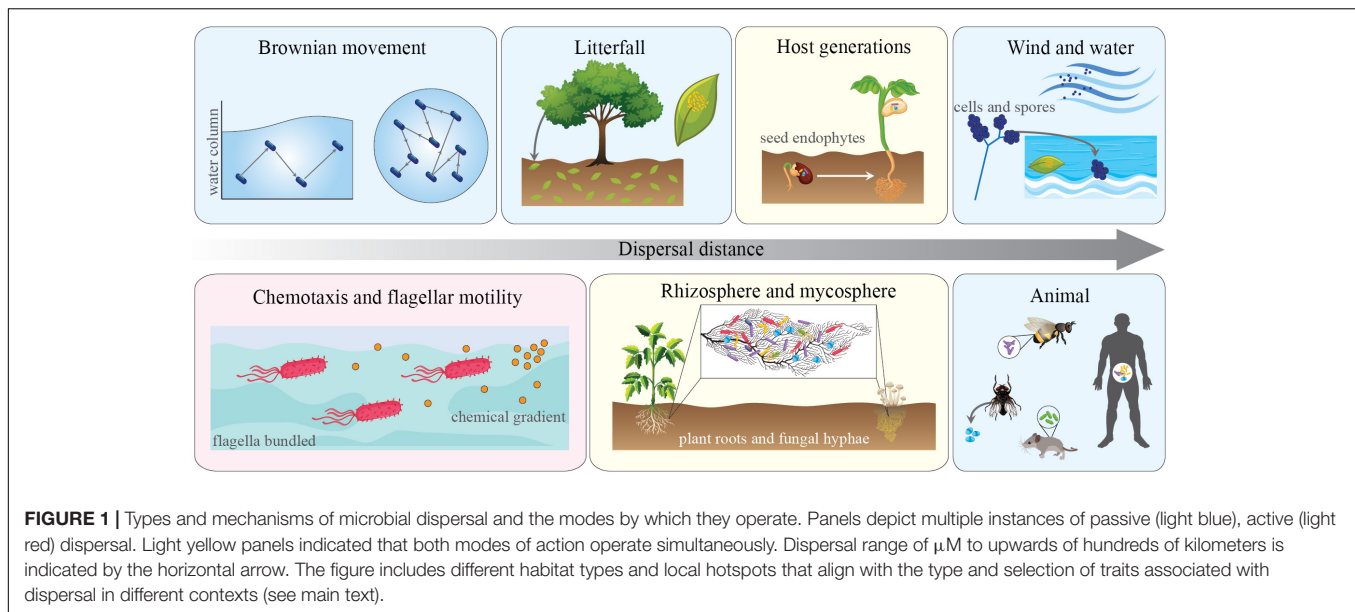 Brownian movement
water column
Litterfall
Host generations
seed endophytes
Wind and water
cells and spores
Dispersal distance
Chemotaxis and flagellar motility
chemical gradient
flagella bundled
Rhizosphere and mycosphere
plant roots and fungal hyphae
Animal
FIGURE 1 | Types and mechanisms of microbial dispersal and the modes by which they operate. Panels depict multiple instances of passive (light blue), active (light
red) dispersal. Light yellow panels indicated that both modes of action operate simultaneously. Dispersal range of μM to upwards of hundreds of kilometers is
indicated by the horizontal arrow. The figure includes different habitat types and local hotspots that align with the type and selection of traits associated with
dispersal in different contexts (see main text).